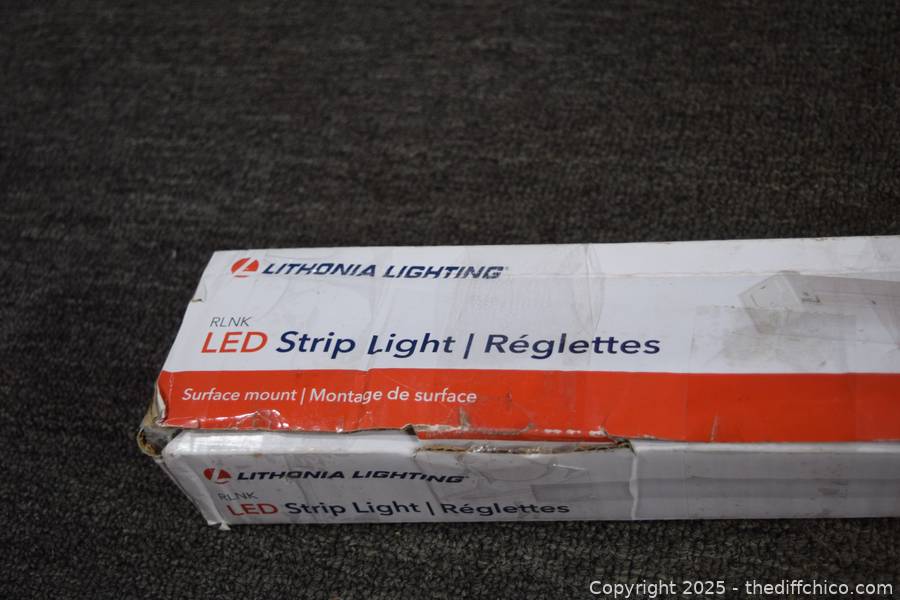 LITHONIA LIGHTING
RLNK
LED Strip Light | Réglettes
Surface mount | Montage de surface
LITHONIA LIGHTING
RLNK
LED Strip Light | Réglettes
Copyright 2025 - thediffchico.com